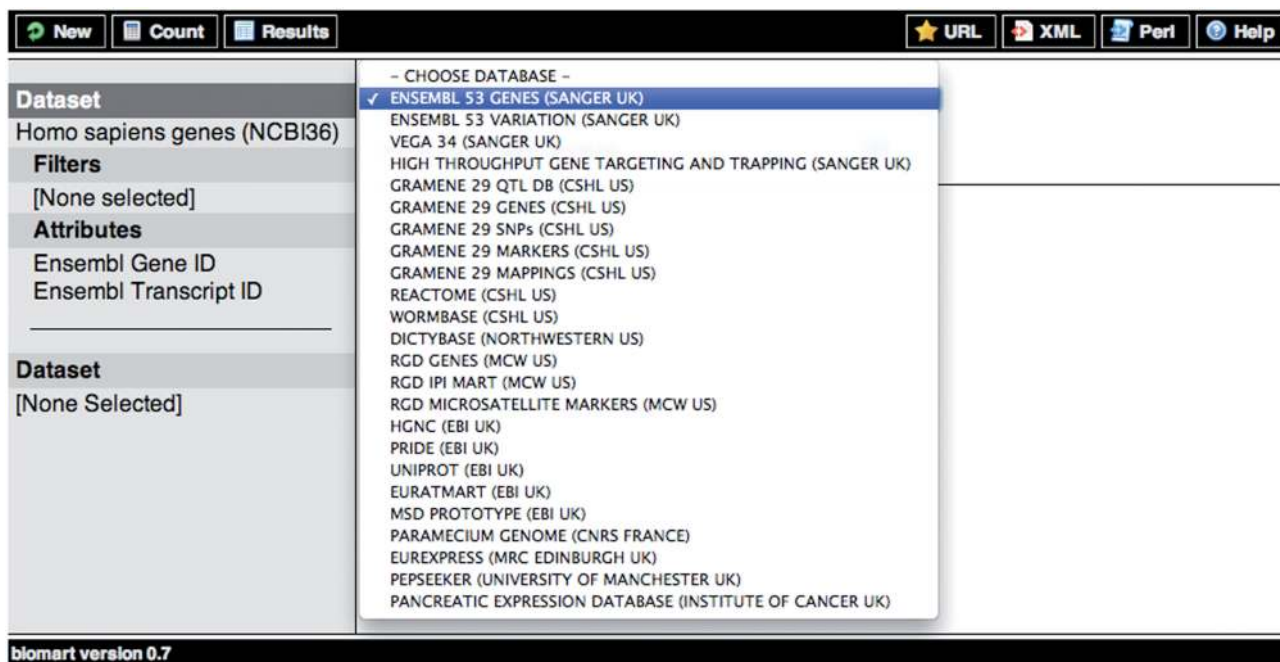 New Count Results URL XML Perl Help
Dataset
Homo sapiens genes (NCBI36)
Filters
[None selected]
Attributes
Ensembl Gene ID
Ensembl Transcript ID
Dataset
[None Selected]
– CHOOSE DATABASE –
✓ ENSEMBL 53 GENES (SANGER UK)
ENSEMBL 53 VARIATION (SANGER UK)
VEGA 34 (SANGER UK)
HIGH THROUGHPUT GENE TARGETING AND TRAPPING (SANGER UK)
GRAMENE 29 QTL DB (CSHL US)
GRAMENE 29 GENES (CSHL US)
GRAMENE 29 SNPs (CSHL US)
GRAMENE 29 MARKERS (CSHL US)
GRAMENE 29 MAPPINGS (CSHL US)
REACTOME (CSHL US)
WORMBASE (CSHL US)
DICTYBASE (NORTHWESTERN US)
RGD GENES (MCW US)
RGD IPI MART (MCW US)
RGD MICROSATELLITE MARKERS (MCW US)
HGNC (EBI UK)
PRIDE (EBI UK)
UNIPROT (EBI UK)
EURATMART (EBI UK)
MSD PROTOTYPE (EBI UK)
PARAMECIUM GENOME (CNRS FRANCE)
EUREXPRESS (MRC EDINBURGH UK)
PEPSEEKER (UNIVERSITY OF MANCHESTER UK)
PANCREATIC EXPRESSION DATABASE (INSTITUTE OF CANCER UK)
biomart version 0.7